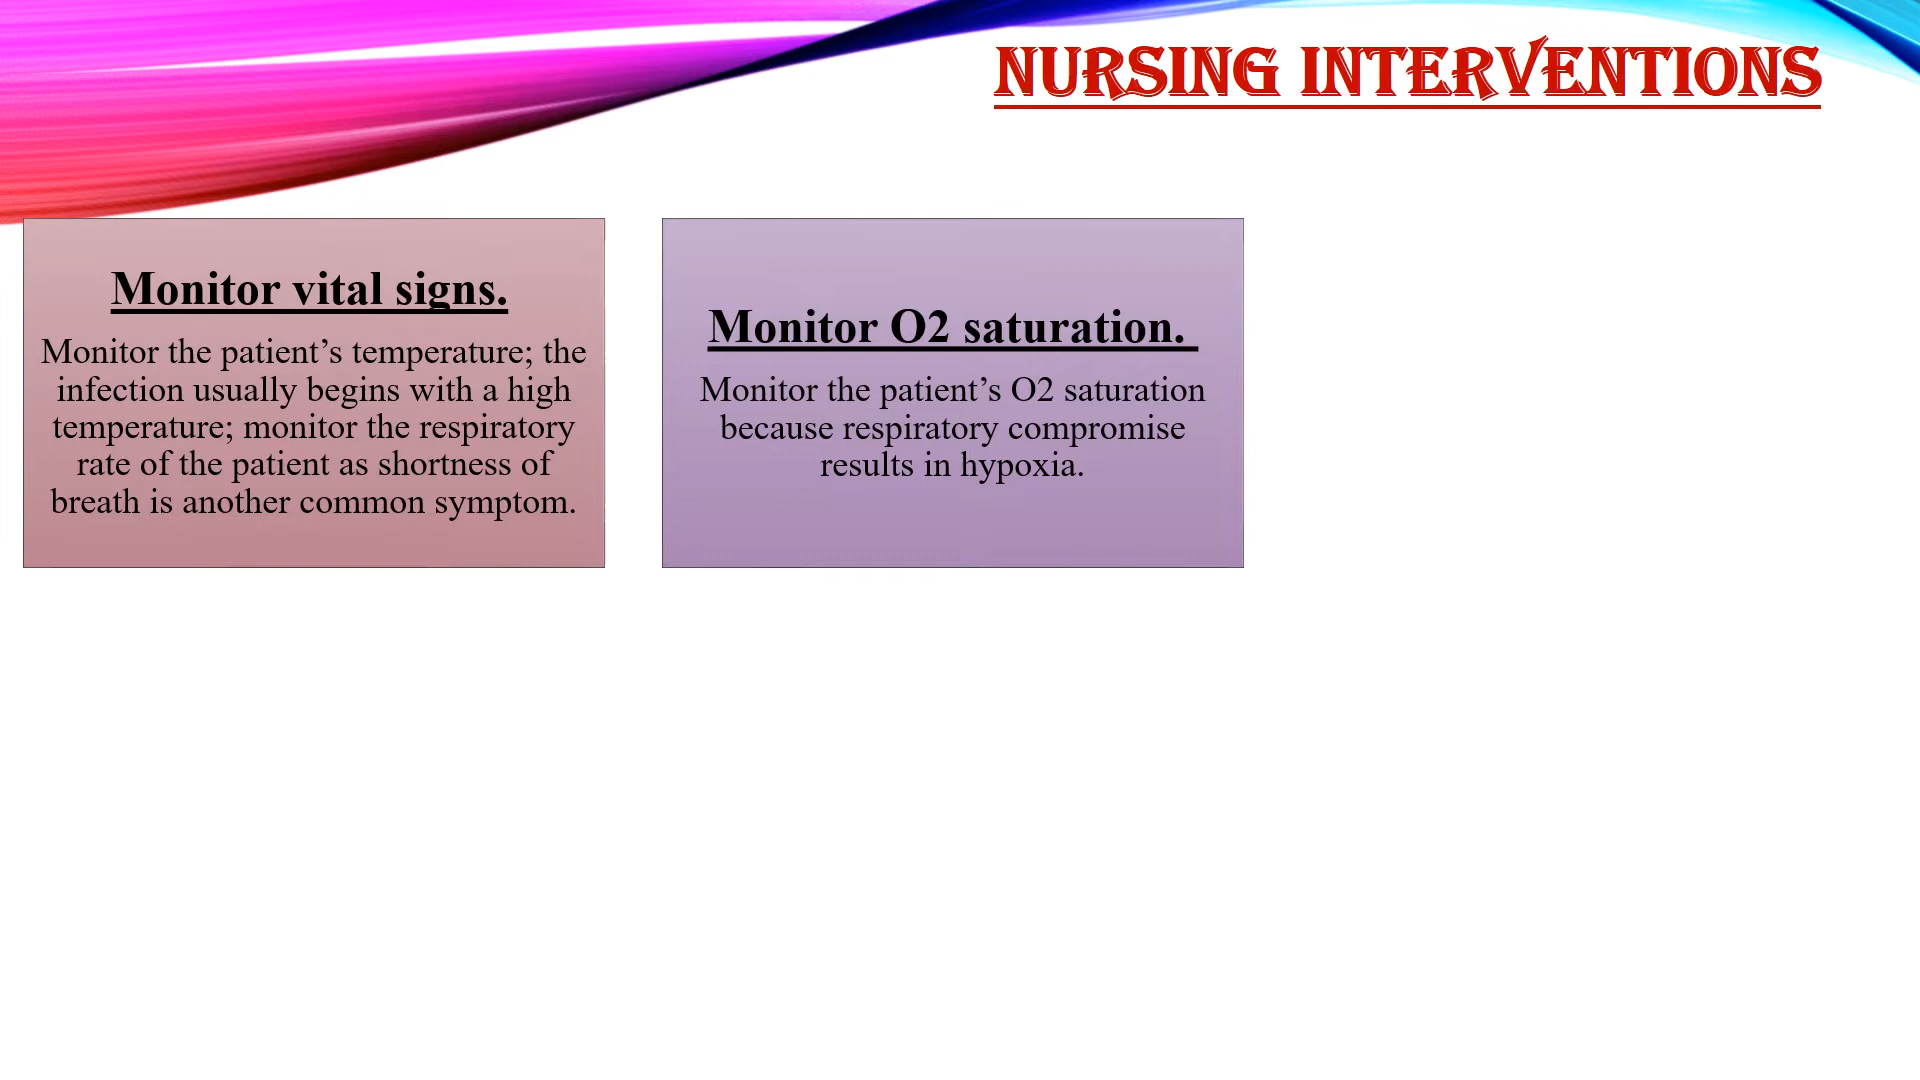 NURSING INTERVENTIONS
Monitor vital signs.
Monitor the patient’s temperature; the
infection usually begins with a high
temperature; monitor the respiratory
rate of the patient as shortness of
breath is another common symptom.
Monitor O2 saturation.
Monitor the patient’s O2 saturation
because respiratory compromise
results in hypoxia.